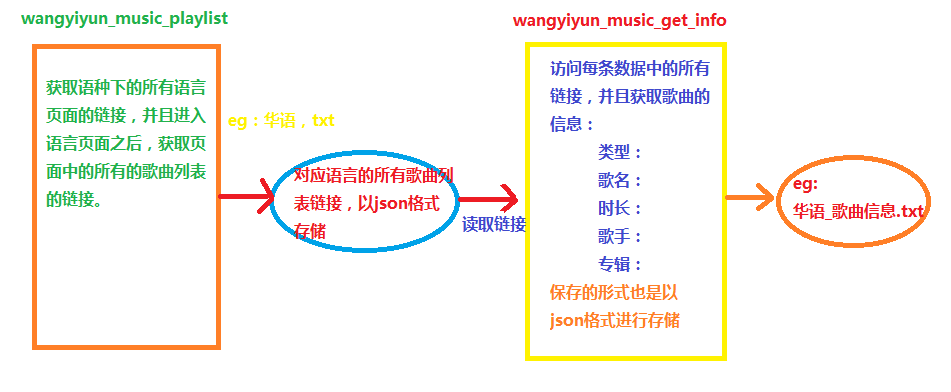 wangyiyun_music_playlist
获取语种下的所有语言
页面的链接，并且进入
语言页面之后，获取页
面中的所有的歌曲列表
的链接。
eg：华语，txt
对应语言的所有歌曲列
表链接，以json格式
存储
读取链接
wangyiyun_music_get_info
访问每条数据中的所有
链接，并且获取歌曲的
信息：
类型：
歌名：
时长：
歌手：
专辑：
保存的形式也是以
json格式进行存储
eg:
华语_歌曲信息.txt